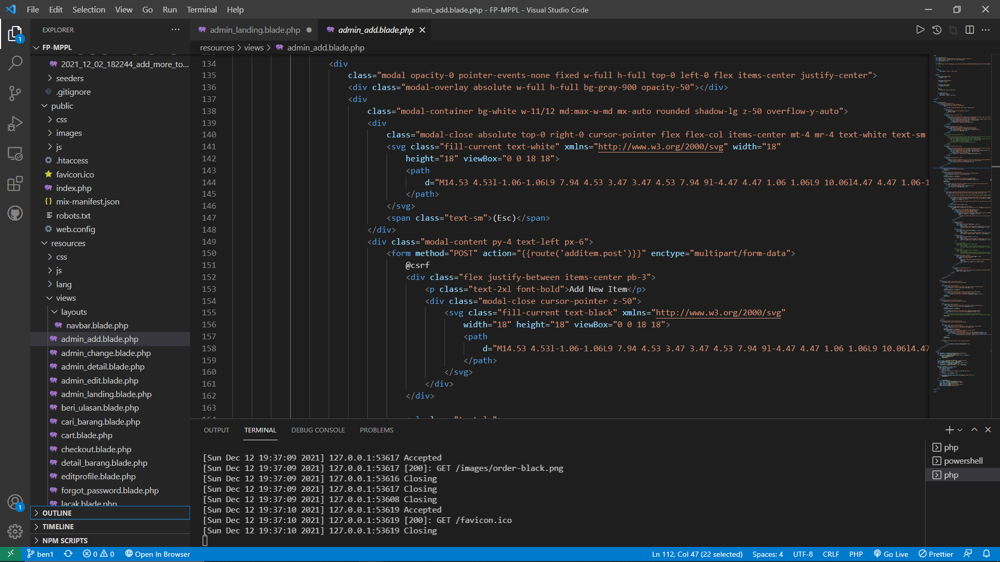 File Edit Selection View Go Run Terminal Help
admin_add.blade.php - FP-MPPL - Visual Studio Code
EXPLORER
FP-MPPL
2021_12_02_182244_add_more_to...
seeders
.gitignore
public
css
images
js
.htaccess
favicon.ico
index.php
mix-manifest.json
robots.txt
web.config
resources
css
js
lang
views
layouts
navbar.blade.php
admin_add.blade.php
admin_change.blade.php
admin_detail.blade.php
admin_edit.blade.php
admin_landing.blade.php
beri_ulasan.blade.php
cari_barang.blade.php
cart.blade.php
checkout.blade.php
detail_barang.blade.php
editprofile.blade.php
forgot_password.blade.php
lacak.blade.php
OUTLINE
TIMELINE
NPM SCRIPTS
admin_landing.blade.php
admin_add.blade.php
resources > views > admin_add.blade.php
134 <div
135 class="modal opacity-0 pointer-events-none fixed w-full h-full top-0 left-0 flex items-center justify-center">
136 <div class="modal-overlay absolute w-full h-full bg-gray-900 opacity-50"></div>
137 <div
138 class="modal-container bg-white w-11/12 md:max-w-md mx-auto rounded shadow-lg z-50 overflow-y-auto">
139 <div
140 class="modal-close absolute top-0 right-0 cursor-pointer flex flex-col items-center mt-4 mr-4 text-white text-sm
141 <svg class="fill-current text-white" xmlns="http://www.w3.org/2000/svg" width="18"
142 height="18" viewBox="0 0 18 18">
143 <path
144 d="M14.53 4.53l-1.06-1.06L9 7.94 4.53 3.47 3.47 4.53 7.94 9l-4.47 4.47 1.06 1.06L9 10.06l4.47 4.47 1.06-1
145 </path>
146 </svg>
147 <span class="text-sm">(Esc)</span>
148 </div>
149 <div class="modal-content py-4 text-left px-6">
150 <form method="POST" action="{{route('additem.post')}}" enctype="multipart/form-data">
151 @csrf
152 <div class="flex justify-between items-center pb-3">
153 <p class="text-2xl font-bold">Add New Item</p>
154 <div class="modal-close cursor-pointer z-50">
155 <svg class="fill-current text-black" xmlns="http://www.w3.org/2000/svg"
156 width="18" height="18" viewBox="0 0 18 18">
157 <path
158 d="M14.53 4.53l-1.06-1.06L9 7.94 4.53 3.47 3.47 4.53 7.94 9l-4.47 4.47 1.06 1.06L9 10.06l4.47
159 </path>
160 </svg>
161 </div>
162 </div>
163
OUTPUT TERMINAL DEBUG CONSOLE PROBLEMS
[Sun Dec 12 19:37:09 2021] 127.0.0.1:53617 Accepted
[Sun Dec 12 19:37:09 2021] 127.0.0.1:53617 [200]: GET /images/order-black.png
[Sun Dec 12 19:37:09 2021] 127.0.0.1:53616 Closing
[Sun Dec 12 19:37:09 2021] 127.0.0.1:53617 Closing
[Sun Dec 12 19:37:09 2021] 127.0.0.1:53608 Closing
[Sun Dec 12 19:37:10 2021] 127.0.0.1:53619 Accepted
[Sun Dec 12 19:37:10 2021] 127.0.0.1:53619 [200]: GET /favicon.ico
[Sun Dec 12 19:37:10 2021] 127.0.0.1:53619 Closing
php
powershell
php
1
1
ben1 0 0 Open In Browser
Ln 112, Col 47 (22 selected) Spaces: 4 UTF-8 CRLF PHP Go Live Prettier